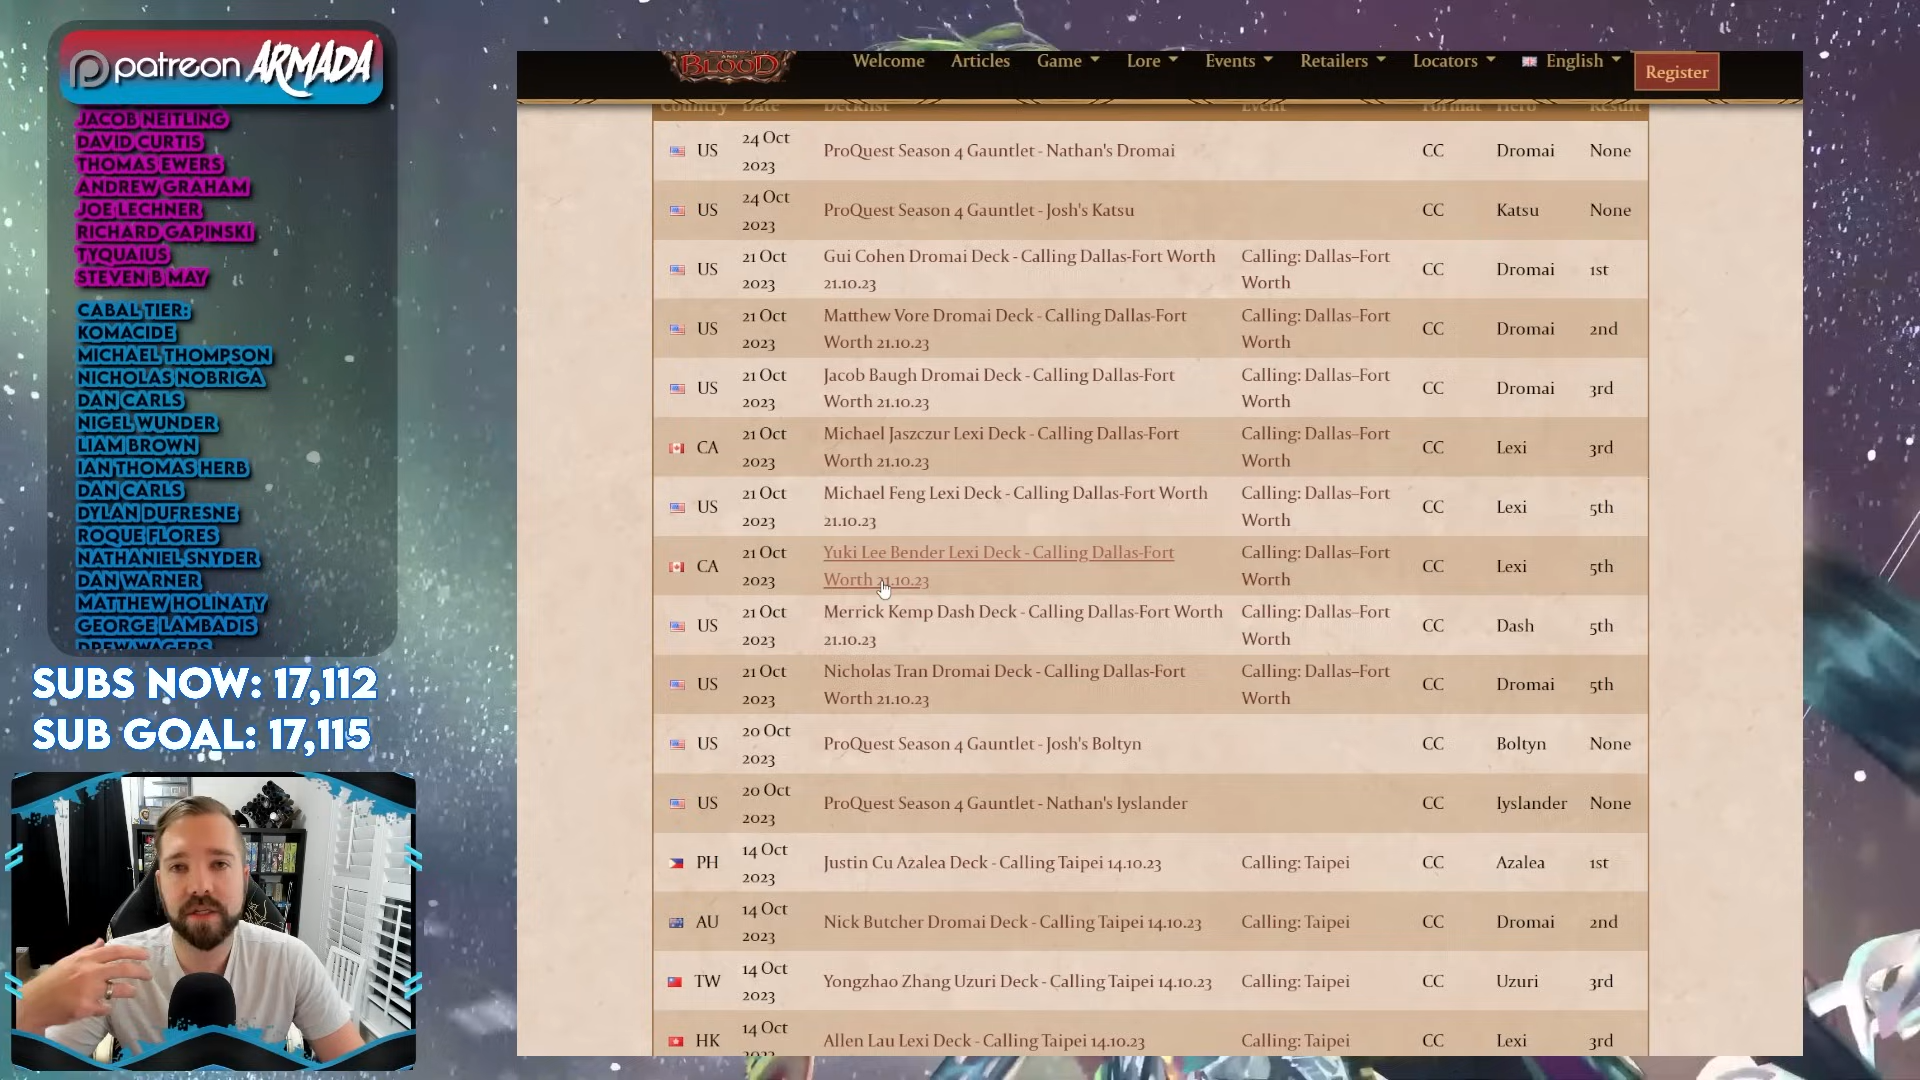 patreon ARMADA
JACOB NEITLING
DAVID CURTIS
THOMAS EWERS
ANDREW GRAHAM
JOE LECHNER
RICHARD GAPINSKI
TYQUAIUS
STEVEN B MAY
CABAL TIER:
KOMACIDE
MICHAEL THOMPSON
NICHOLAS NOBRIGA
DAN CARLS
NIGEL WUNDER
LIAM BROWN
IAN THOMAS HERB
DAN CARLS
DYLAN DUFRESNE
ROQUE FLORES
NATHANIEL SNYDER
DAN WARNER
MATTHEW HOLINATY
GEORGE LAMBADIS
DREW WAGERS
SUBS NOW: 17,112
SUB GOAL: 17,115
BLOOD
Welcome Articles Game Lore Events Retailers Locators English Register
Country Date Decklist Event Format Hero Result
US 24 Oct 2023 ProQuest Season 4 Gauntlet - Nathan's Dromai CC Dromai None
US 24 Oct 2023 ProQuest Season 4 Gauntlet - Josh's Katsu CC Katsu None
US 21 Oct 2023 Gui Cohen Dromai Deck - Calling Dallas-Fort Worth 21.10.23 Calling: Dallas–Fort Worth CC Dromai 1st
US 21 Oct 2023 Matthew Vore Dromai Deck - Calling Dallas-Fort Worth 21.10.23 Calling: Dallas–Fort Worth CC Dromai 2nd
US 21 Oct 2023 Jacob Baugh Dromai Deck - Calling Dallas-Fort Worth 21.10.23 Calling: Dallas–Fort Worth CC Dromai 3rd
CA 21 Oct 2023 Michael Jaszczur Lexi Deck - Calling Dallas-Fort Worth 21.10.23 Calling: Dallas–Fort Worth CC Lexi 3rd
US 21 Oct 2023 Michael Feng Lexi Deck - Calling Dallas-Fort Worth 21.10.23 Calling: Dallas–Fort Worth CC Lexi 5th
CA 21 Oct 2023 Yuki Lee Bender Lexi Deck - Calling Dallas-Fort Worth 21.10.23 Calling: Dallas–Fort Worth CC Lexi 5th
US 21 Oct 2023 Merrick Kemp Dash Deck - Calling Dallas-Fort Worth 21.10.23 Calling: Dallas–Fort Worth CC Dash 5th
US 21 Oct 2023 Nicholas Tran Dromai Deck - Calling Dallas-Fort Worth 21.10.23 Calling: Dallas–Fort Worth CC Dromai 5th
US 20 Oct 2023 ProQuest Season 4 Gauntlet - Josh's Boltyn CC Boltyn None
US 20 Oct 2023 ProQuest Season 4 Gauntlet - Nathan's Iyslander CC Iyslander None
PH 14 Oct 2023 Justin Cu Azalea Deck - Calling Taipei 14.10.23 Calling: Taipei CC Azalea 1st
AU 14 Oct 2023 Nick Butcher Dromai Deck - Calling Taipei 14.10.23 Calling: Taipei CC Dromai 2nd
TW 14 Oct 2023 Yongzhao Zhang Uzuri Deck - Calling Taipei 14.10.23 Calling: Taipei CC Uzuri 3rd
HK 14 Oct 2023 Allen Lau Lexi Deck - Calling Taipei 14.10.23 Calling: Taipei CC Lexi 3rd